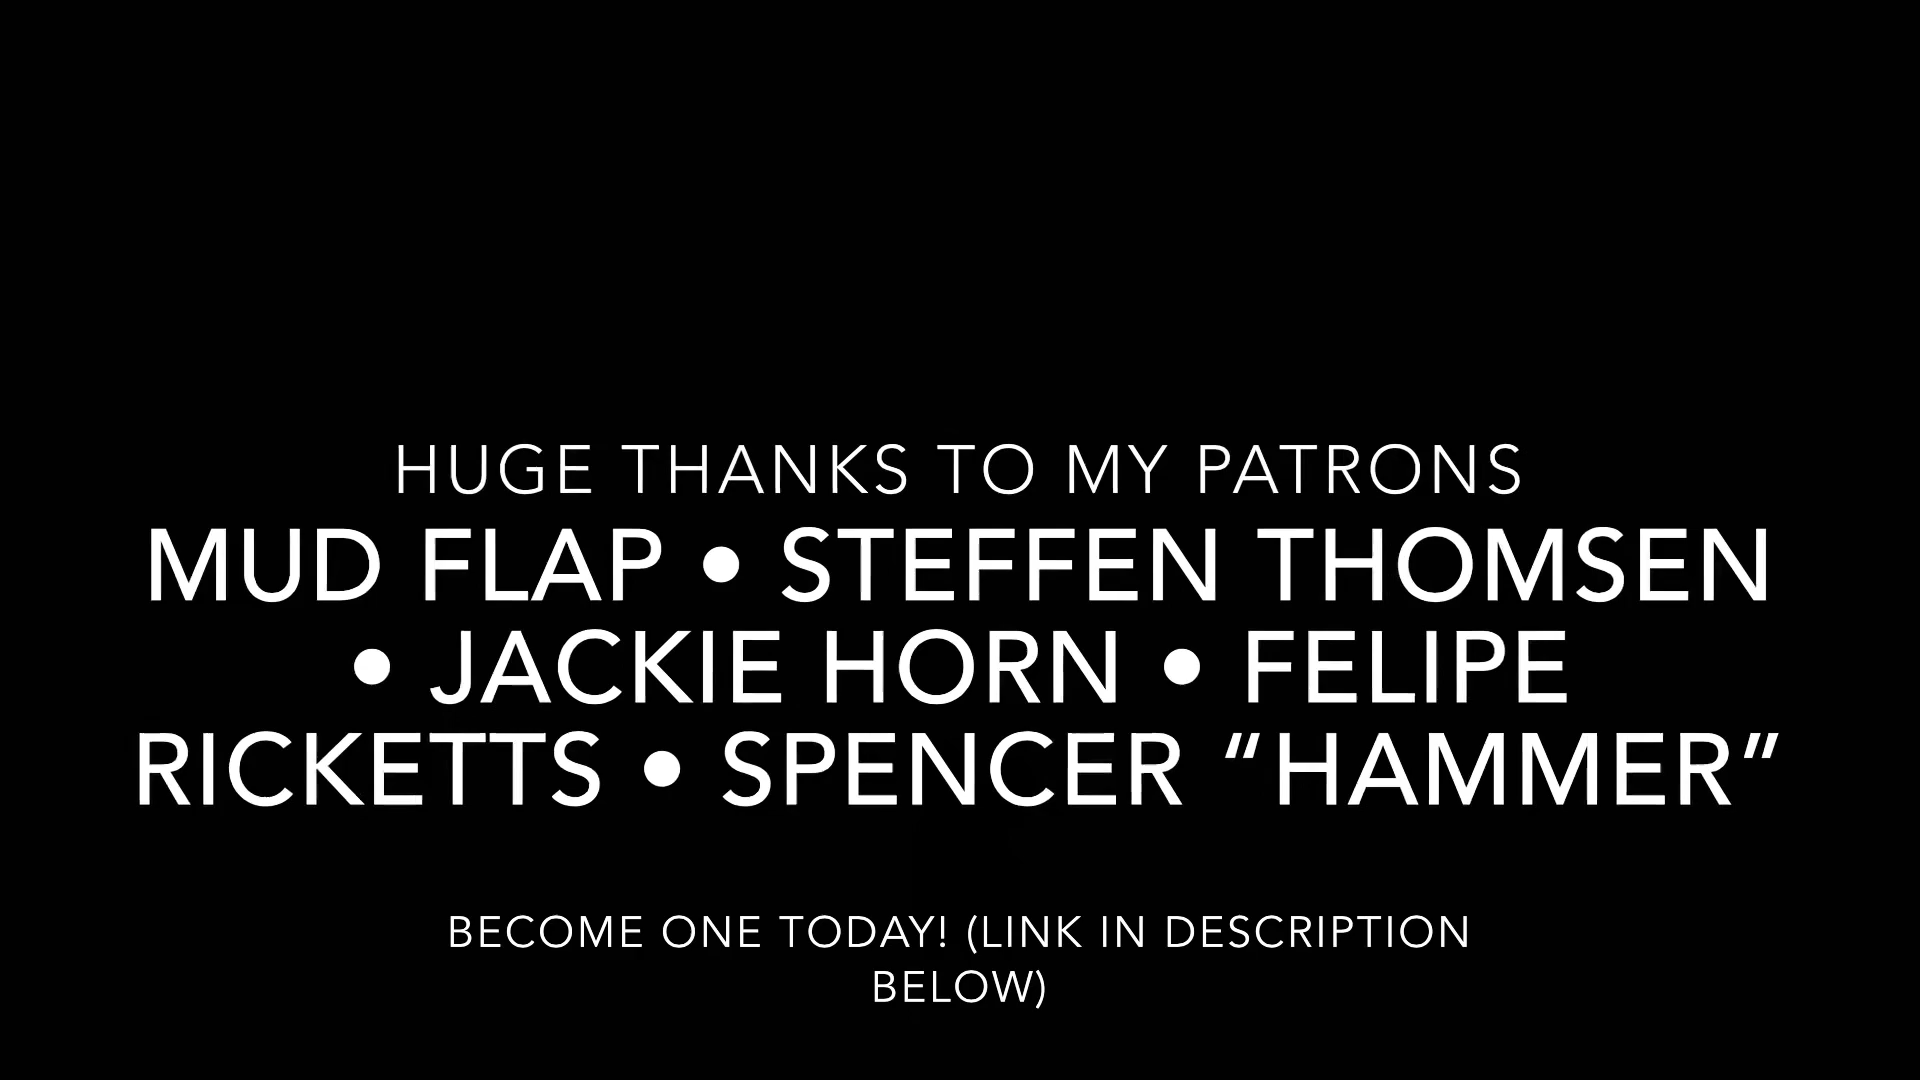 HUGE THANKS TO MY PATRONS
MUD FLAP • STEFFEN THOMSEN
• JACKIE HORN • FELIPE
RICKETTS • SPENCER “HAMMER”
BECOME ONE TODAY! (LINK IN DESCRIPTION
BELOW)